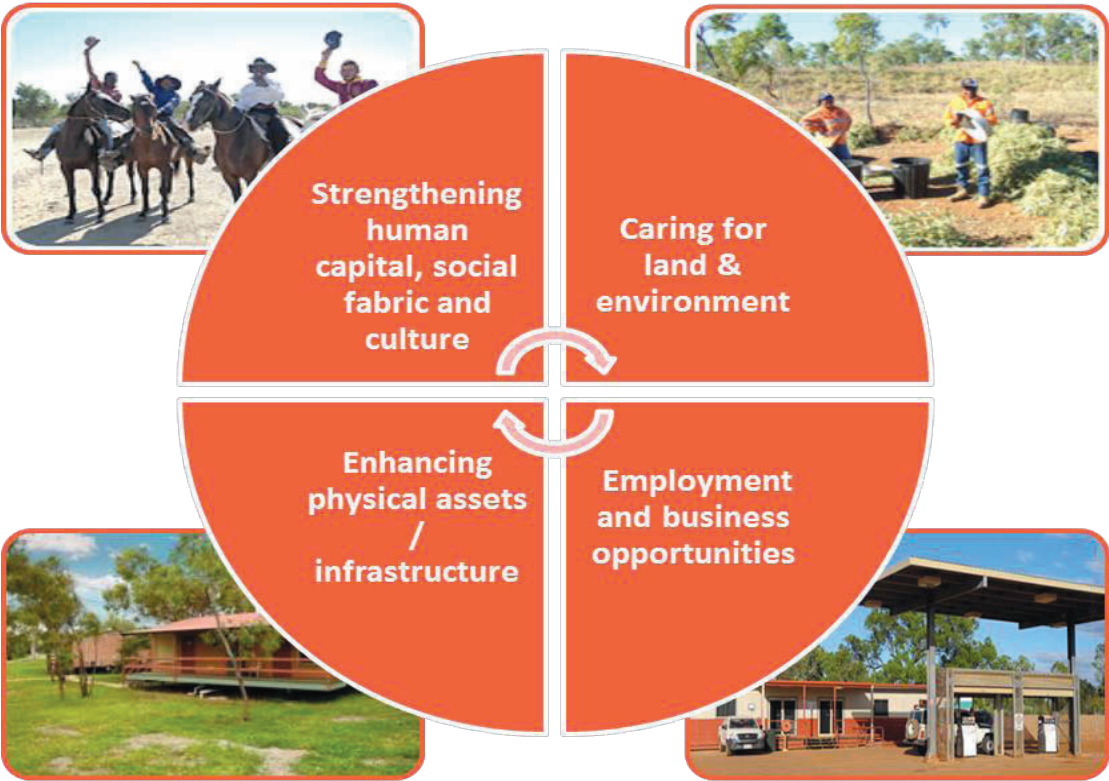 Strengthening
human
capital, social
fabric and
culture
Caring for
land &
environment
Enhancing
physical assets
/
infrastructure
Employment
and business
opportunities